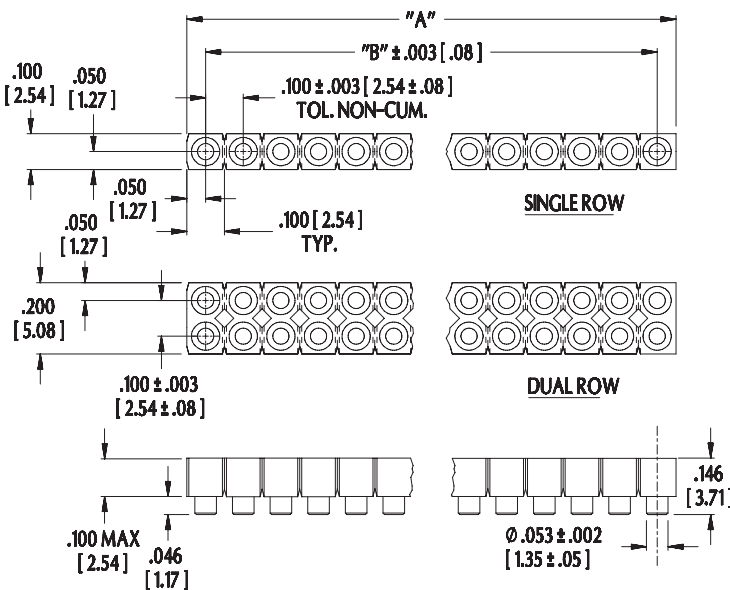 "A"
"B" ± .003 [ .08 ]
.100
[ 2.54 ]
.050
[ 1.27 ]
.100 ± .003 [ 2.54 ± .08 ]
TOL. NON-CUM.
.050
[ 1.27 ]
.050
[ 1.27 ]
.100 [ 2.54 ]
TYP.
SINGLE ROW
.200
[ 5.08 ]
.100 ± .003
[ 2.54 ± .08 ]
DUAL ROW
.100 MAX
[ 2.54 ]
.046
[ 1.17 ]
Ø .053 ± .002
[ 1.35 ± .05 ]
.146
[ 3.71 ]